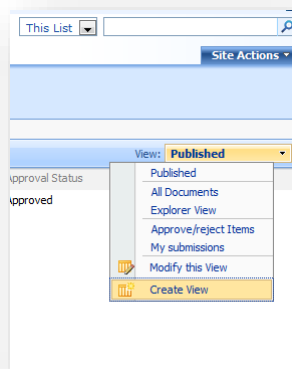 This List
Site Actions
View: Published
Approval Status
Published
All Documents
Approved
Explorer View
Approve/reject Items
My submissions
Modify this View
Create View